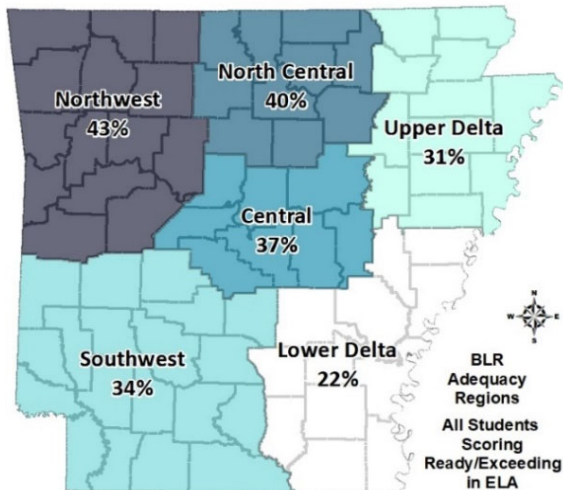 North Central
40%
Northwest
43%
Upper Delta
31%
Central
37%
Southwest
34%
Lower Delta
22%
N
W E
S
BLR
Adequacy
Regions
All Students
Scoring
Ready/Exceeding
in ELA